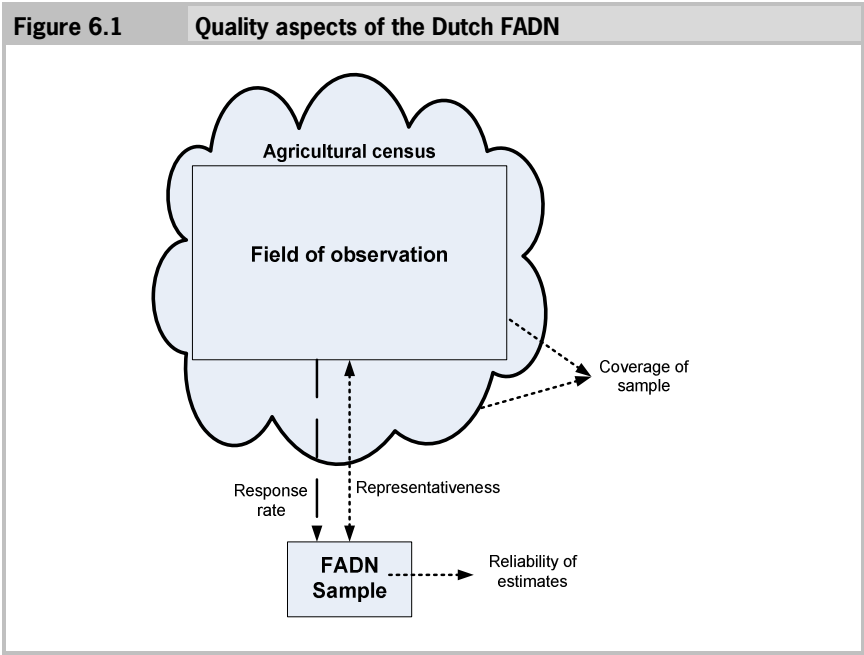 Figure 6.1 Quality aspects of the Dutch FADN
Agricultural census
Field of observation
Coverage of
sample
Response
rate
Representativeness
FADN
Sample
Reliability of
estimates